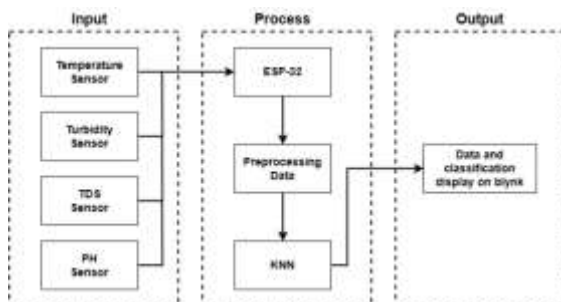 Input
Process
Output
Temperature
Sensor
Turbidity
Sensor
TDS
Sensor
PH
Sensor
ESP-32
Preprocessing
Data
KNN
Data and
classification
display on blynk